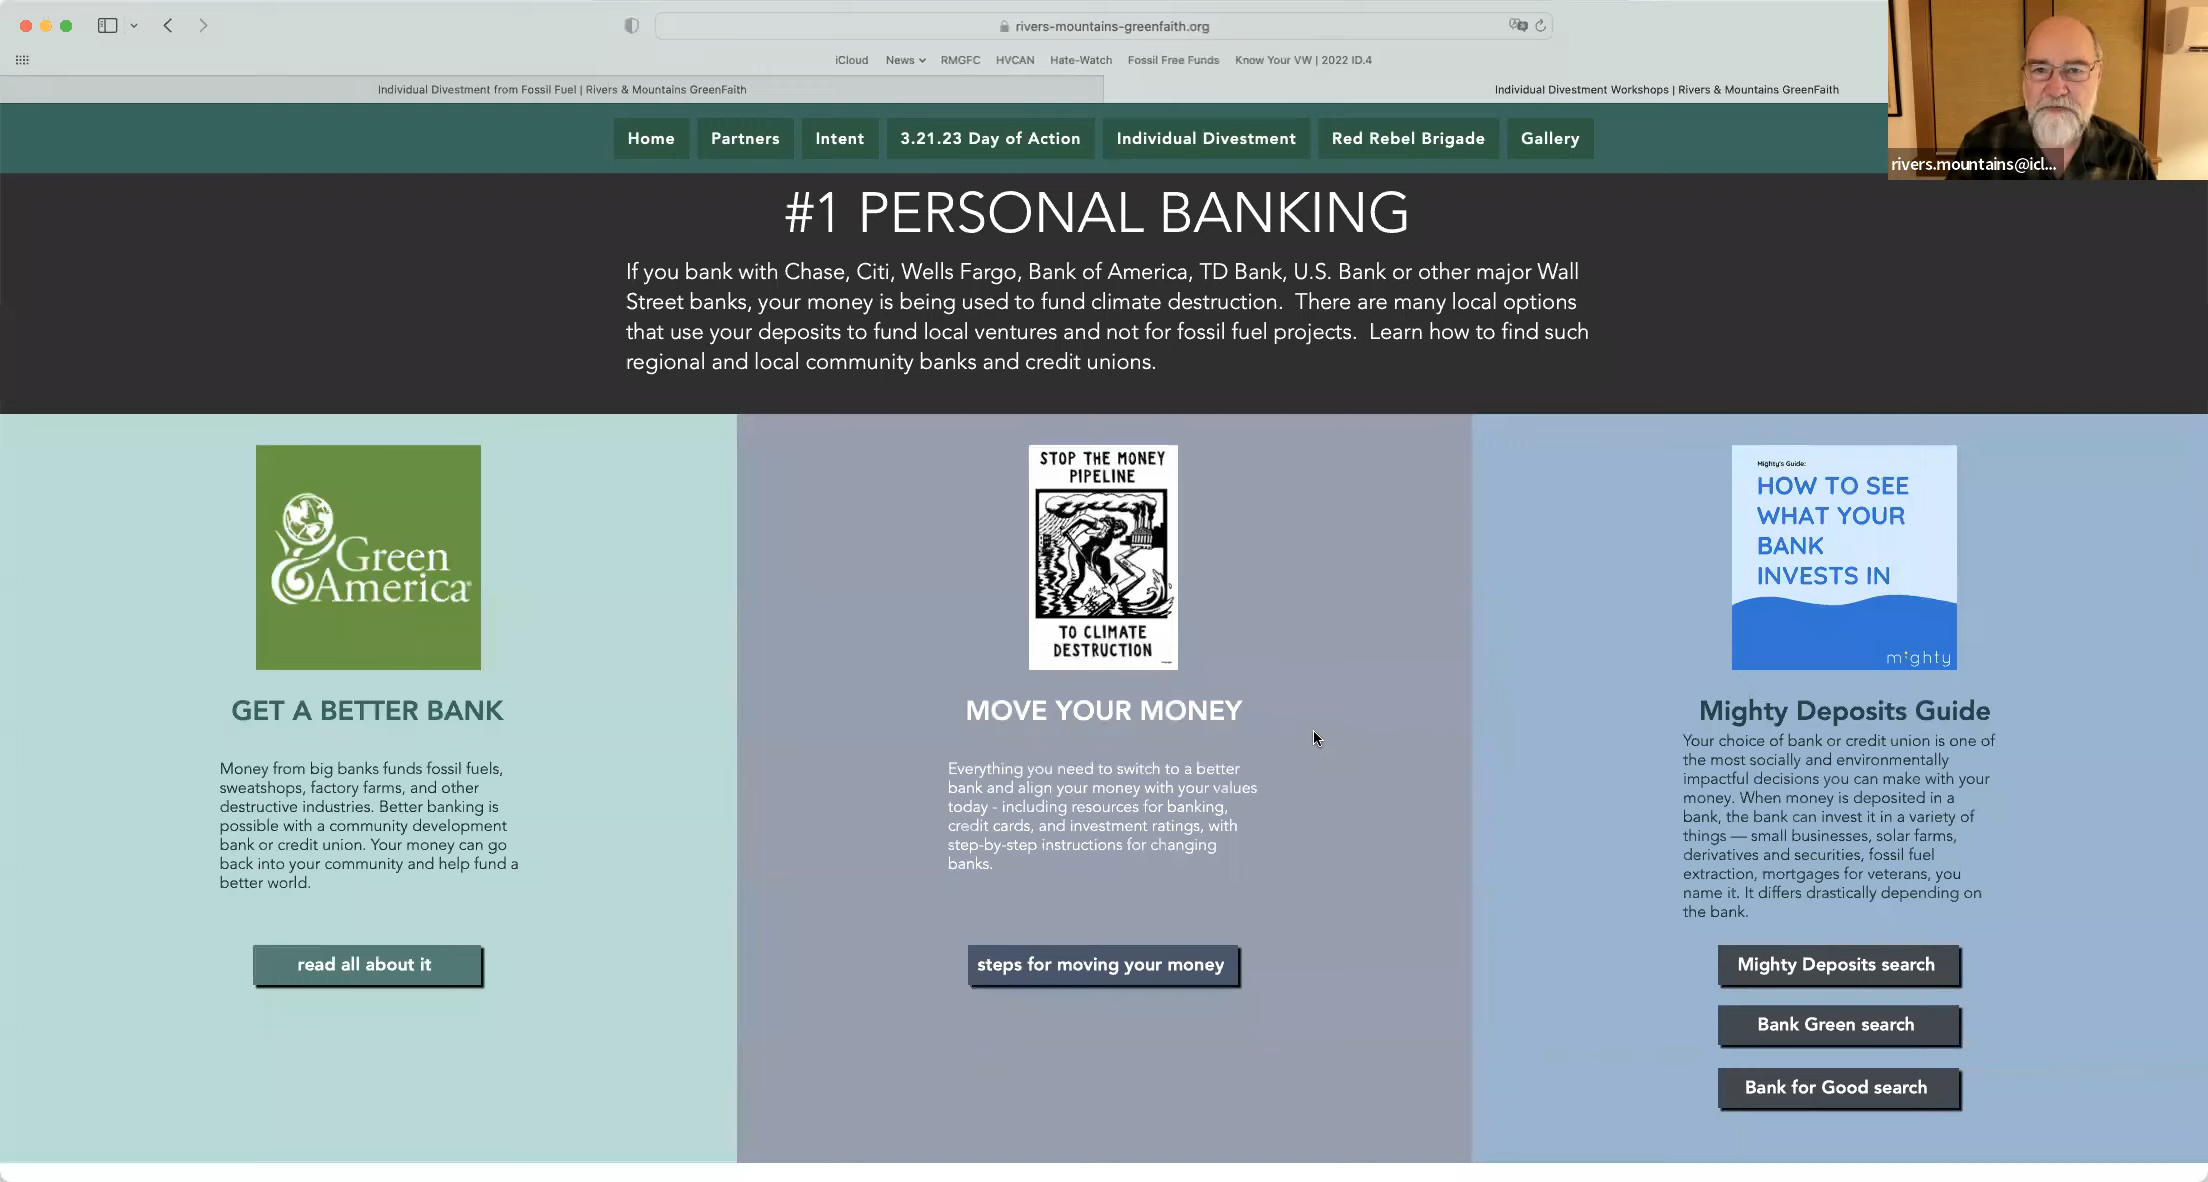 rivers-mountains-greenfaith.org
iCloud News RMGFC HVCAN Hate-Watch Fossil Free Funds Know Your VW | 2022 ID.4
Individual Divestment from Fossil Fuel | Rivers & Mountains GreenFaith
Individual Divestment Workshops | Rivers & Mountains GreenFaith
rivers.mountains@icl...
Home Partners Intent 3.21.23 Day of Action Individual Divestment Red Rebel Brigade Gallery
#1 PERSONAL BANKING
If you bank with Chase, Citi, Wells Fargo, Bank of America, TD Bank, U.S. Bank or other major Wall
Street banks, your money is being used to fund climate destruction. There are many local options
that use your deposits to fund local ventures and not for fossil fuel projects. Learn how to find such
regional and local community banks and credit unions.
Green
America
GET A BETTER BANK
Money from big banks funds fossil fuels,
sweatshops, factory farms, and other
destructive industries. Better banking is
possible with a community development
bank or credit union. Your money can go
back into your community and help fund a
better world.
read all about it
STOP THE MONEY
PIPELINE
TO CLIMATE
DESTRUCTION
MOVE YOUR MONEY
Everything you need to switch to a better
bank and align your money with your values
today - including resources for banking,
credit cards, and investment ratings, with
step-by-step instructions for changing
banks.
steps for moving your money
Mighty's Guide:
HOW TO SEE
WHAT YOUR
BANK
INVESTS IN
mighty
Mighty Deposits Guide
Your choice of bank or credit union is one of
the most socially and environmentally
impactful decisions you can make with your
money. When money is deposited in a
bank, the bank can invest it in a variety of
things — small businesses, solar farms,
derivatives and securities, fossil fuel
extraction, mortgages for veterans, you
name it. It differs drastically depending on
the bank.
Mighty Deposits search
Bank Green search
Bank for Good search